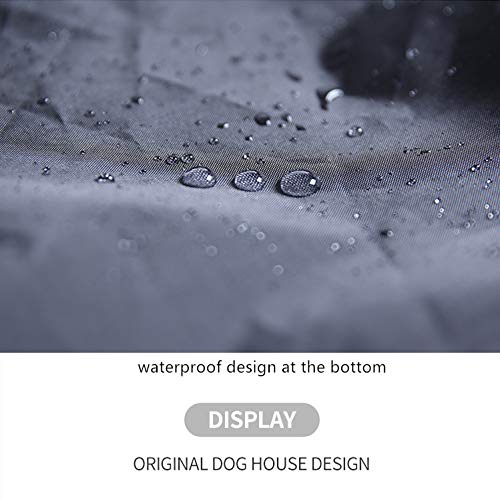 waterproof design at the bottom
DISPLAY
ORIGINAL DOG HOUSE DESIGN